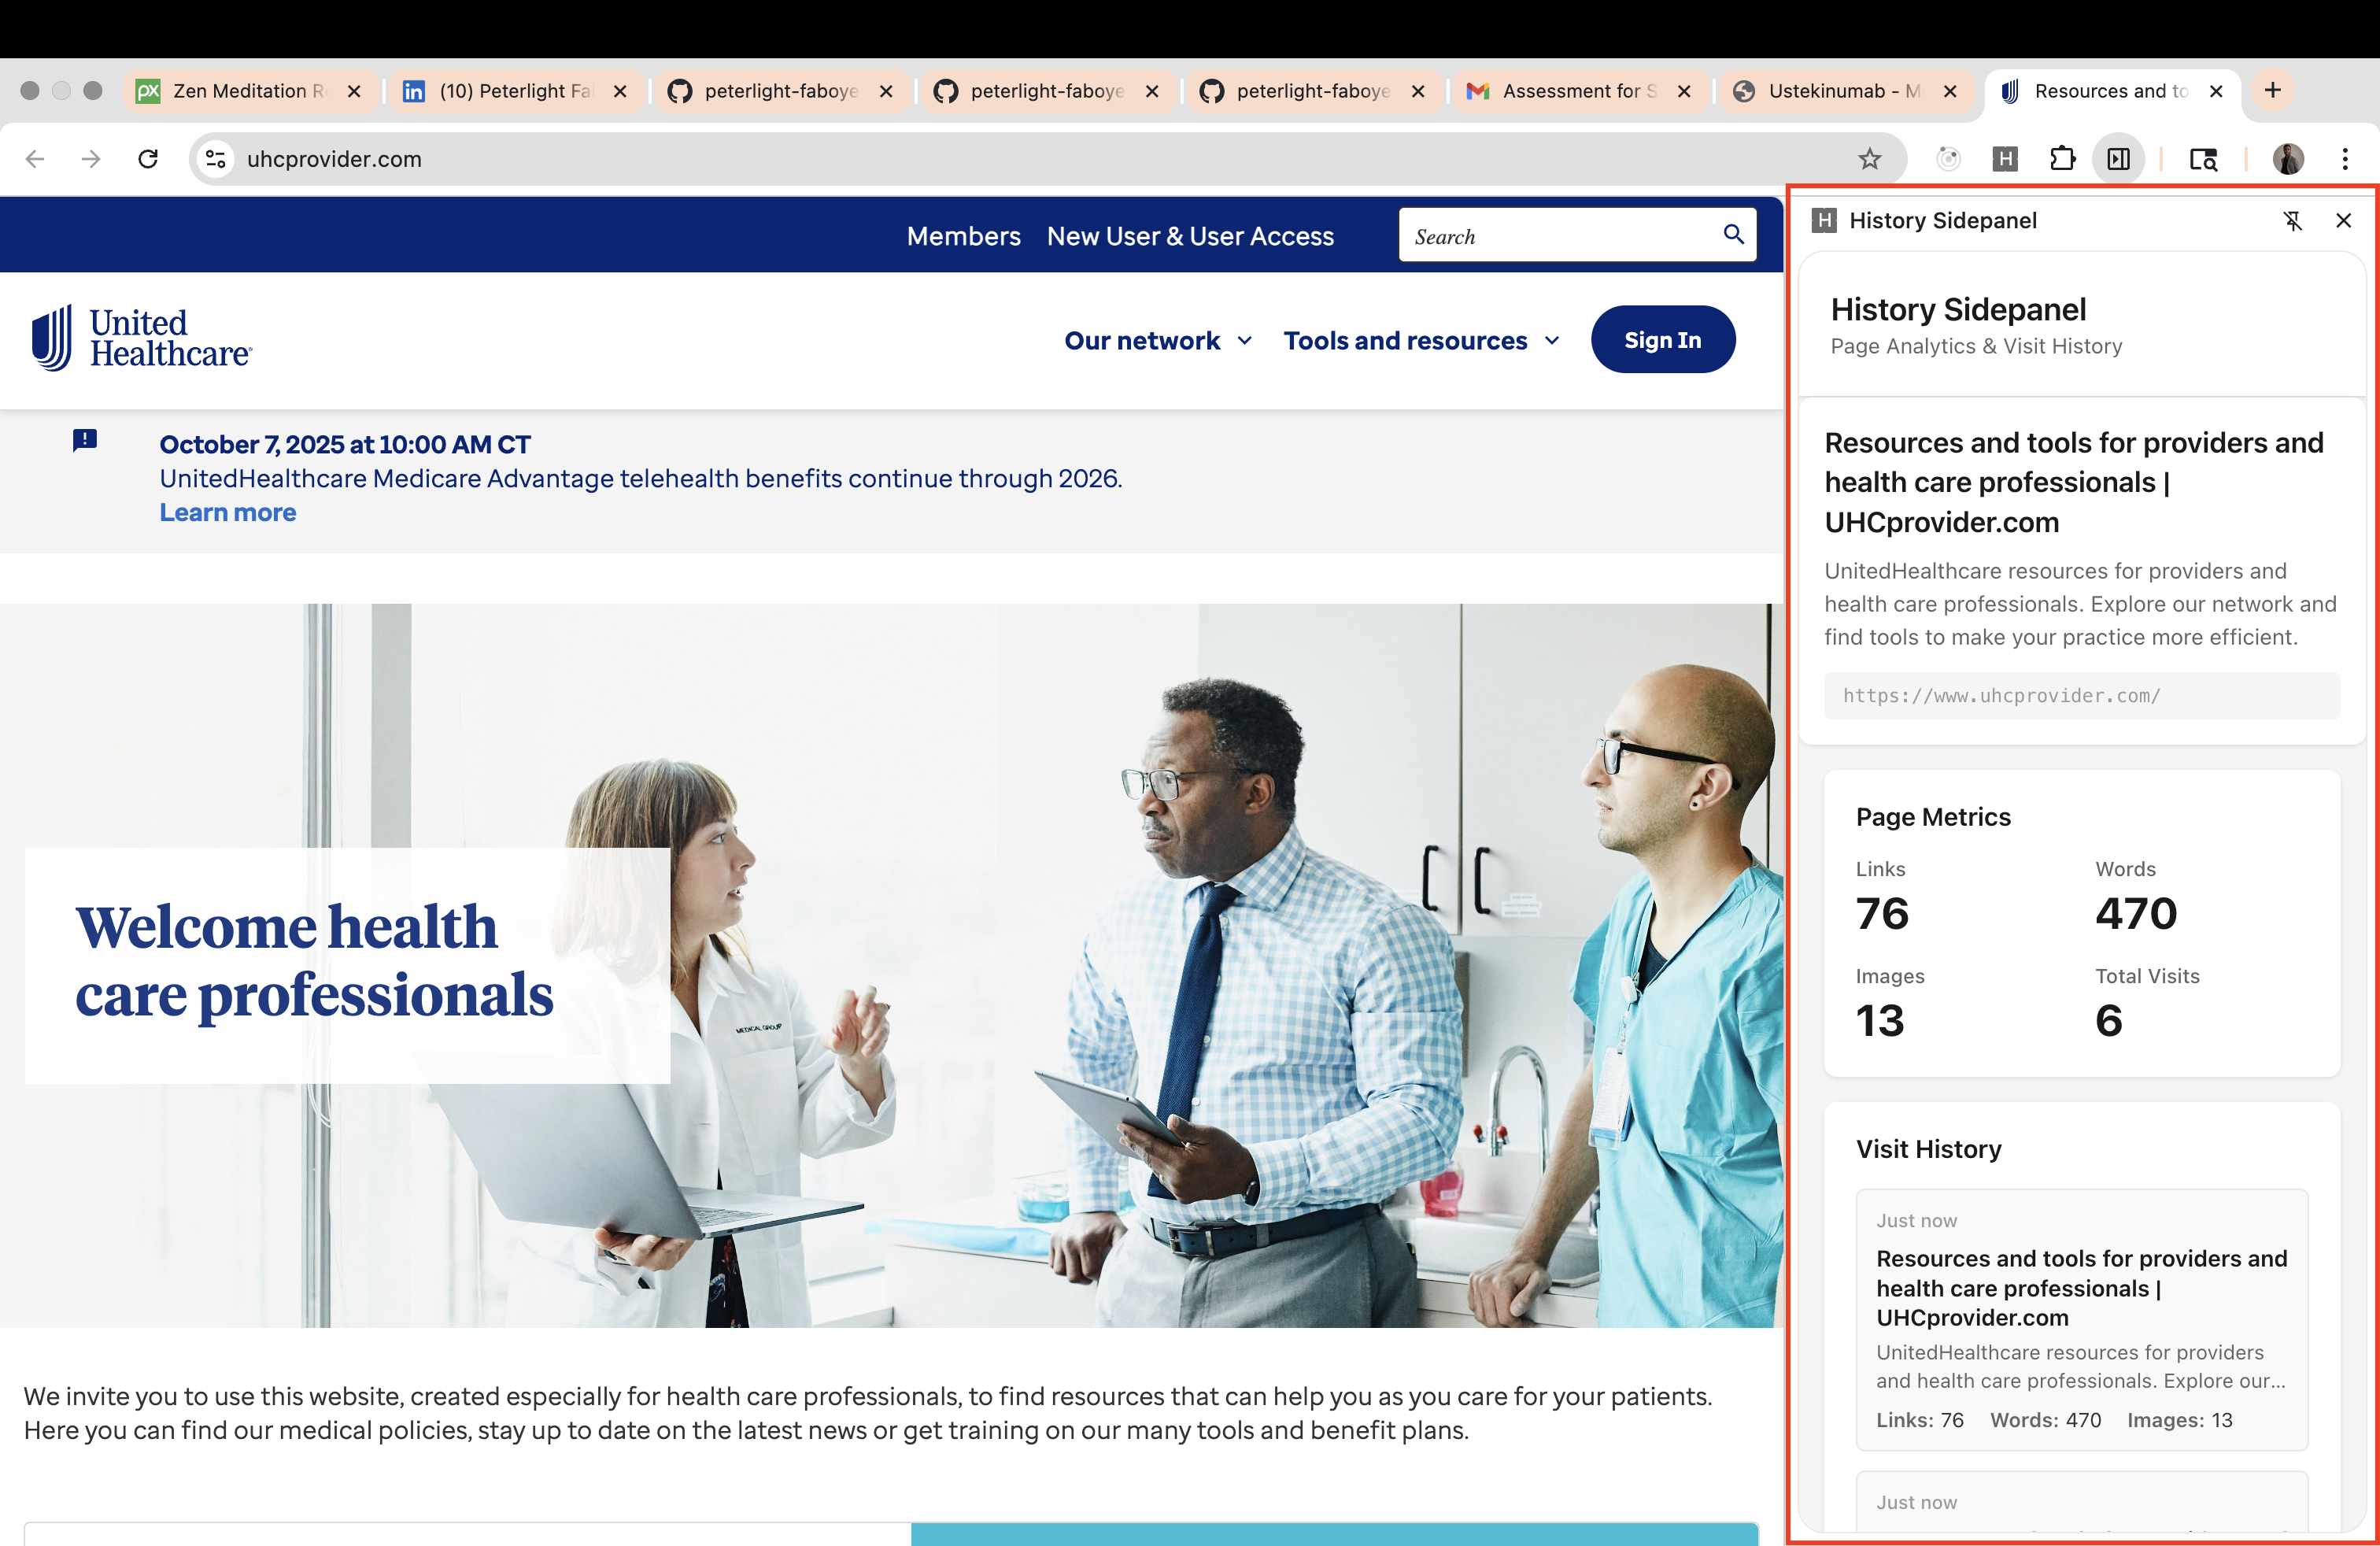 Zen Meditation R
(10) Peterlight Fa
peterlight-faboye
peterlight-faboye
peterlight-faboye
Assessment for S
Ustekinumab - M
Resources and to
uhcprovider.com
H
Members
New User & User Access
Search
United
Healthcare
Our network
Tools and resources
Sign In
October 7, 2025 at 10:00 AM CT
UnitedHealthcare Medicare Advantage telehealth benefits continue through 2026.
Learn more
MEDICAL GROUP
Welcome health
care professionals
We invite you to use this website, created especially for health care professionals, to find resources that can help you as you care for your patients.
Here you can find our medical policies, stay up to date on the latest news or get training on our many tools and benefit plans.
H History Sidepanel
History Sidepanel
Page Analytics & Visit History
Resources and tools for providers and
health care professionals |
UHCprovider.com
UnitedHealthcare resources for providers and
health care professionals. Explore our network and
find tools to make your practice more efficient.
https://www.uhcprovider.com/
Page Metrics
Links
Words
76
470
Images
Total Visits
13
6
Visit History
Just now
Resources and tools for providers and
health care professionals |
UHCprovider.com
UnitedHealthcare resources for providers
and health care professionals. Explore our...
Links: 76 Words: 470 Images: 13
Just now